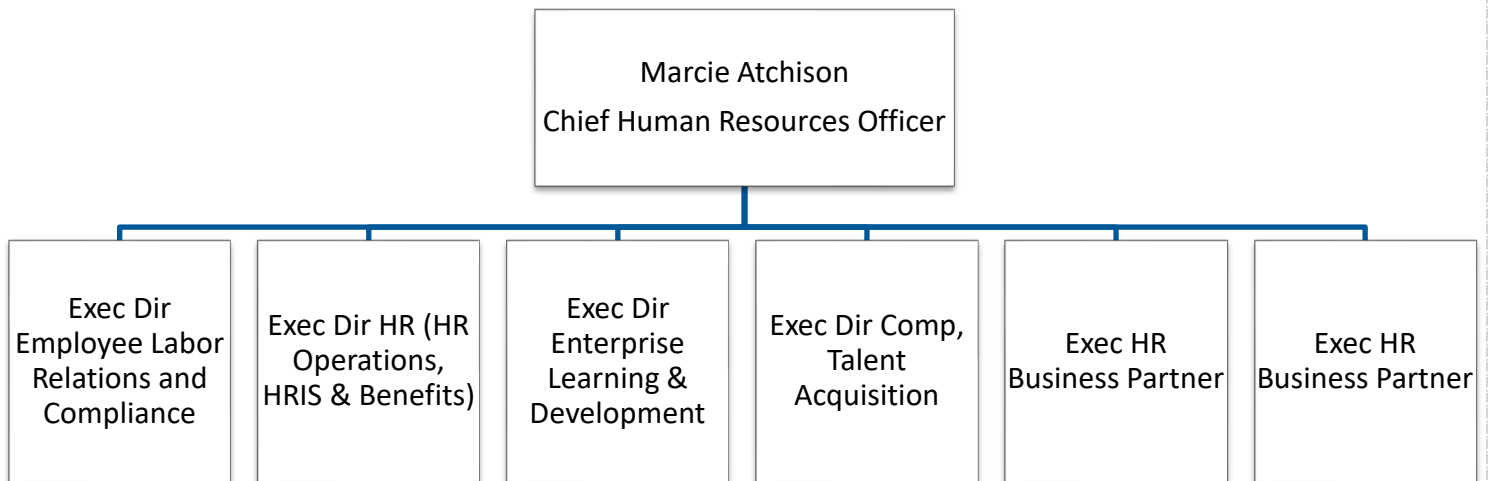 Marcie Atchison
Chief Human Resources Officer
Exec Dir
Employee Labor
Relations and
Compliance
Exec Dir HR (HR
Operations,
HRIS & Benefits)
Exec Dir
Enterprise
Learning &
Development
Exec Dir Comp,
Talent
Acquisition
Exec HR
Business Partner
Exec HR
Business Partner